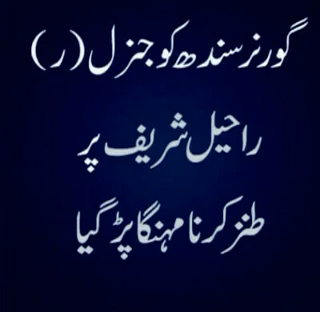 گورنر سندھ کو جنرل (ر)
راحیل شریف پر
طنز کرنا مہنگا پڑ گیا